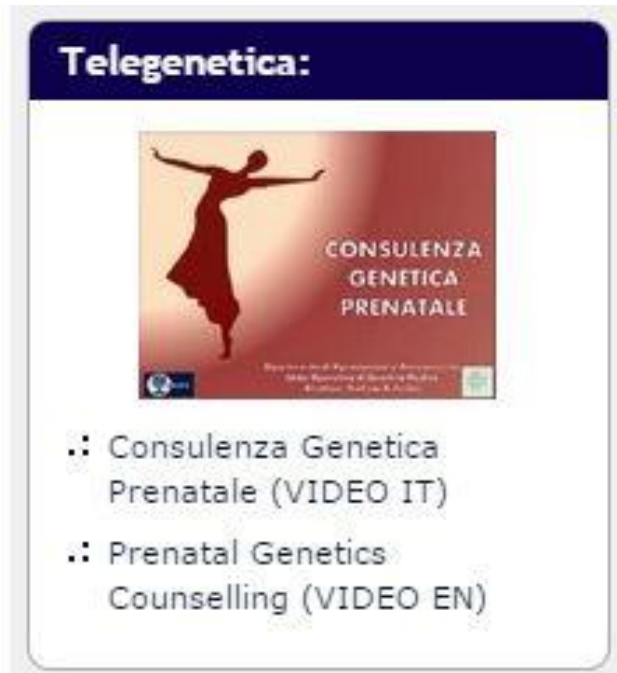 Telegenetica:
CONSULENZA
GENETICA
PRENATALE
.: Consulenza Genetica
Prenatale (VIDEO IT)
.: Prenatal Genetics
Counselling (VIDEO EN)